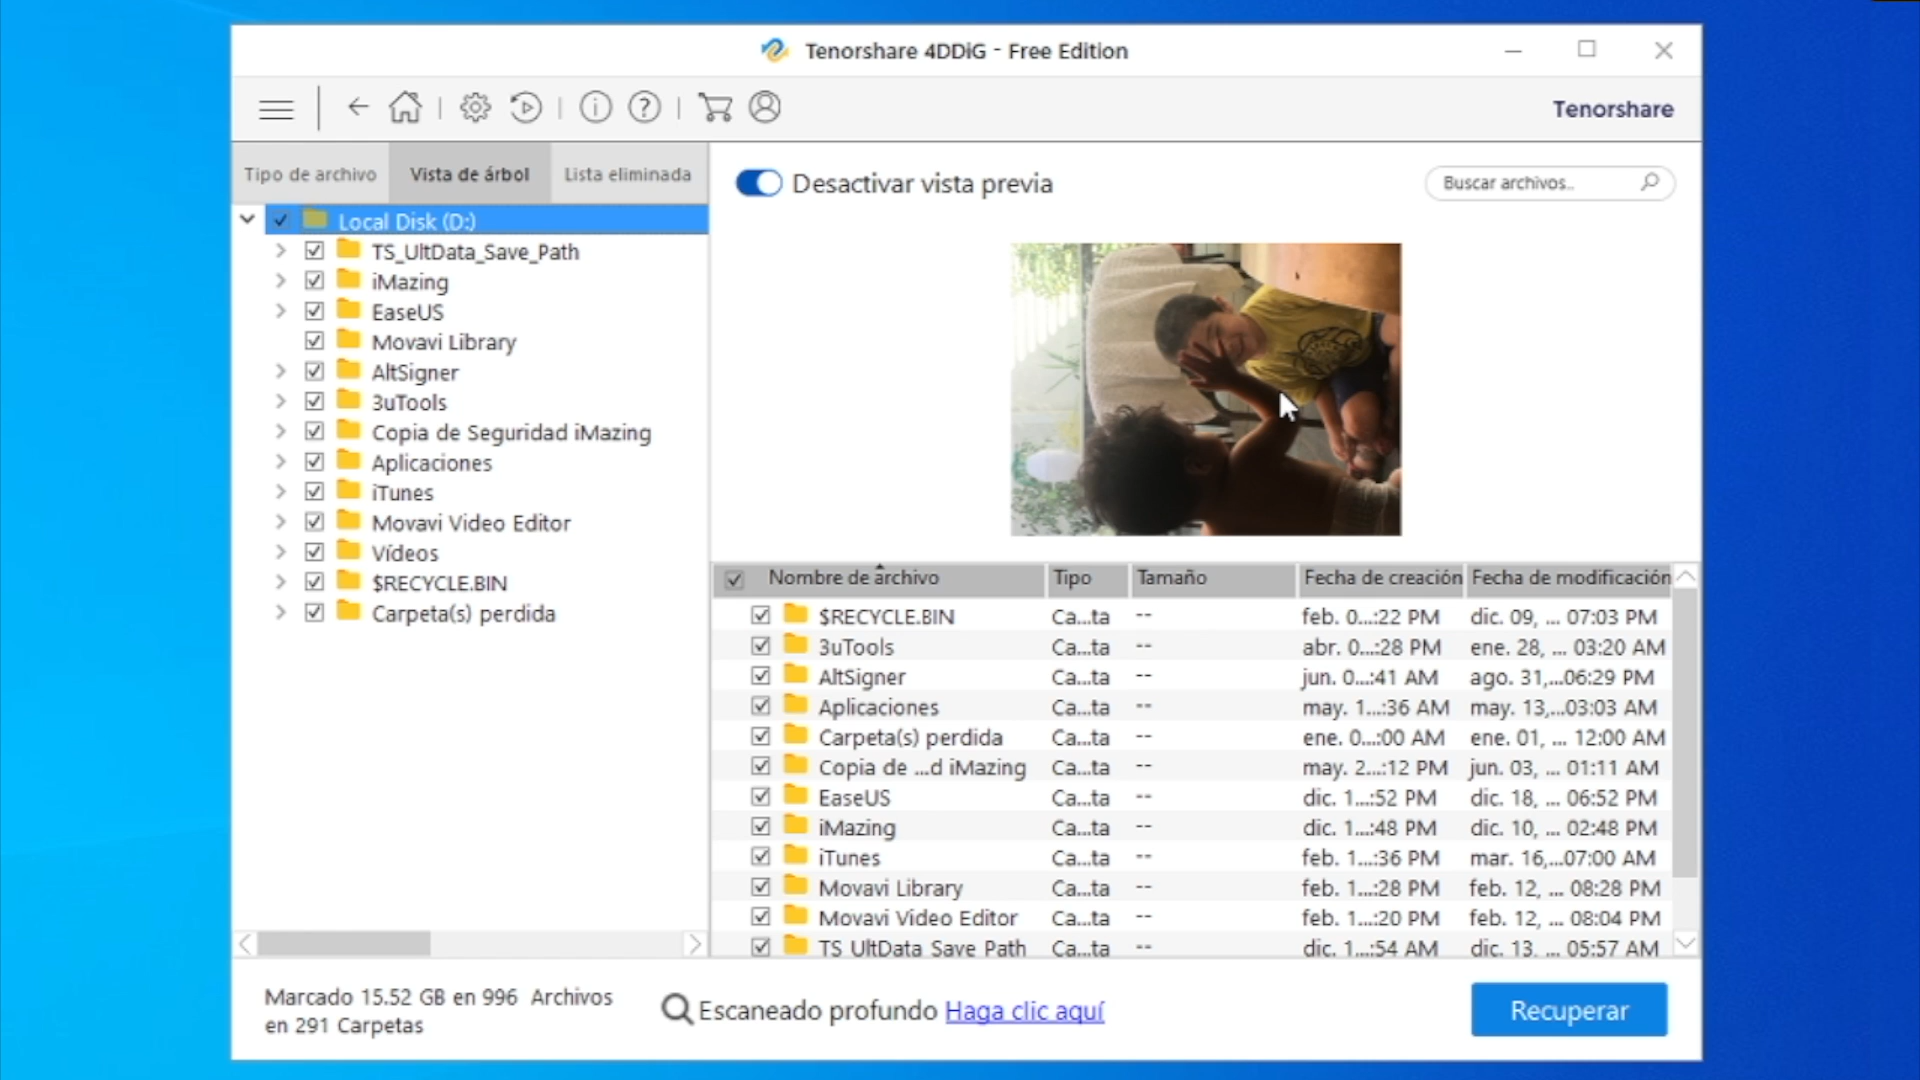 Tenorshare 4DDiG - Free Edition
Tenorshare
Tipo de archivo
Vista de árbol
Lista eliminada
Local Disk (D:)
TS_UltData_Save_Path
iMazing
EaseUS
Movavi Library
AltSigner
3uTools
Copia de Seguridad iMazing
Aplicaciones
iTunes
Movavi Video Editor
Vídeos
$RECYCLE.BIN
Carpeta(s) perdida
Desactivar vista previa
Buscar archivos..
Nombre de archivo Tipo Tamaño Fecha de creación Fecha de modificación
$RECYCLE.BIN Ca...ta -- feb. 0...:22 PM dic. 09, ... 07:03 PM
3uTools Ca...ta -- abr. 0...:28 PM ene. 28, ... 03:20 AM
AltSigner Ca...ta -- jun. 0...:41 AM ago. 31,...06:29 PM
Aplicaciones Ca...ta -- may. 1...:36 AM may. 13,...03:03 AM
Carpeta(s) perdida Ca...ta -- ene. 0...:00 AM ene. 01, ... 12:00 AM
Copia de ...d iMazing Ca...ta -- may. 2...:12 PM jun. 03, ... 01:11 AM
EaseUS Ca...ta -- dic. 1...:52 PM dic. 18, ... 06:52 PM
iMazing Ca...ta -- dic. 1...:48 PM dic. 10, ... 02:48 PM
iTunes Ca...ta -- feb. 1...:36 PM mar. 16,...07:00 AM
Movavi Library Ca...ta -- feb. 1...:28 PM feb. 12, ... 08:28 PM
Movavi Video Editor Ca...ta -- feb. 1...:20 PM feb. 12, ... 08:04 PM
TS_UltData_Save_Path Ca...ta -- dic. 1...:54 AM dic. 13, ... 05:57 AM
Marcado 15.52 GB en 996 Archivos
en 291 Carpetas
Escaneado profundo Haga clic aquí
Recuperar